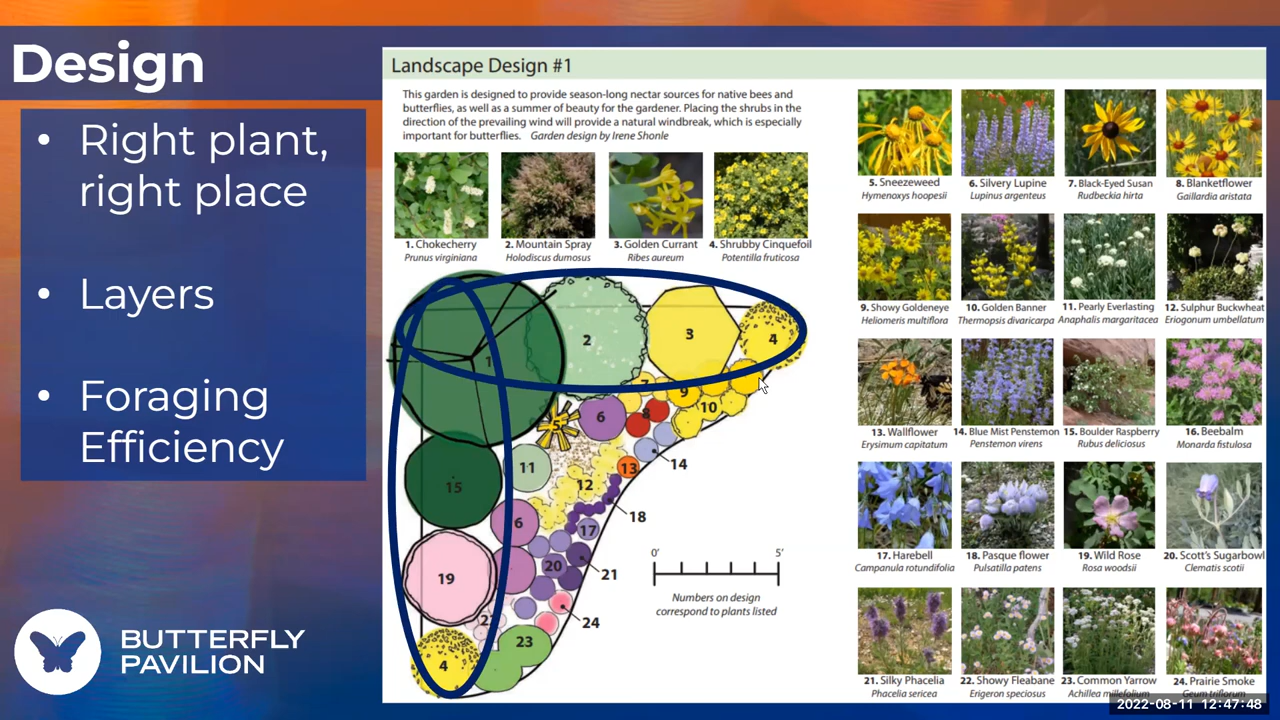 Design
• Right plant,
right place
• Layers
• Foraging
Efficiency
BUTTERFLY
PAVILION
Landscape Design #1
This garden is designed to provide season-long nectar sources for native bees and
butterflies, as well as a summer of beauty for the gardener. Placing the shrubs in the
direction of the prevailing wind will provide a natural windbreak, which is especially
important for butterflies. Garden design by Irene Shonle
1. Chokecherry
Prunus virginiana
2. Mountain Spray
Holodiscus dumosus
3. Golden Currant
Ribes aureum
4. Shrubby Cinquefoil
Potentilla fruticosa
1
2
3
4
7
9
5
6
8
10
11
14
15
13
12
18
6
17
20
21
19
24
2
23
4
0'
5'
Numbers on design
correspond to plants listed
5. Sneezeweed
Hymenoxys hoopesii
6. Silvery Lupine
Lupinus argenteus
7. Black-Eyed Susan
Rudbeckia hirta
8. Blanketflower
Gaillardia aristata
9. Showy Goldeneye
Heliomeris multiflora
10. Golden Banner
Thermopsis divaricarpa
11. Pearly Everlasting
Anaphalis margaritacea
12. Sulphur Buckwheat
Eriogonum umbellatum
13. Wallflower
Erysimum capitatum
14. Blue Mist Penstemon
Penstemon virens
15. Boulder Raspberry
Rubus deliciosus
16. Beebalm
Monarda fistulosa
17. Harebell
Campanula rotundifolia
18. Pasque flower
Pulsatilla patens
19. Wild Rose
Rosa woodsii
20. Scott's Sugarbowl
Clematis scotii
21. Silky Phacelia
Phacelia sericea
22. Showy Fleabane
Erigeron speciosus
23. Common Yarrow
Achillea millefolium
24. Prairie Smoke
Geum triflorum
2022-08-11 12:47:48